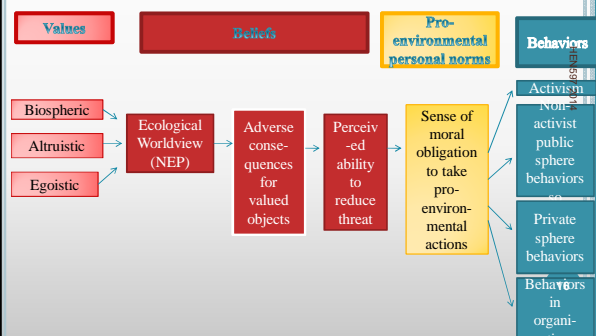 Values
Beliefs
Pro-
environmental
personal norms
Behaviors
Biospheric
Altruistic
Egoistic
Ecological
Worldview
(NEP)
Adverse
conse-
quences
for
valued
objects
Perceiv
-ed
ability
to
reduce
threat
Sense of
moral
obligation
to take
pro-
environ-
mental
actions
Activism
Non-
activist
public
sphere
behaviors
Private
sphere
behaviors
Behaviors
in
organi-
16